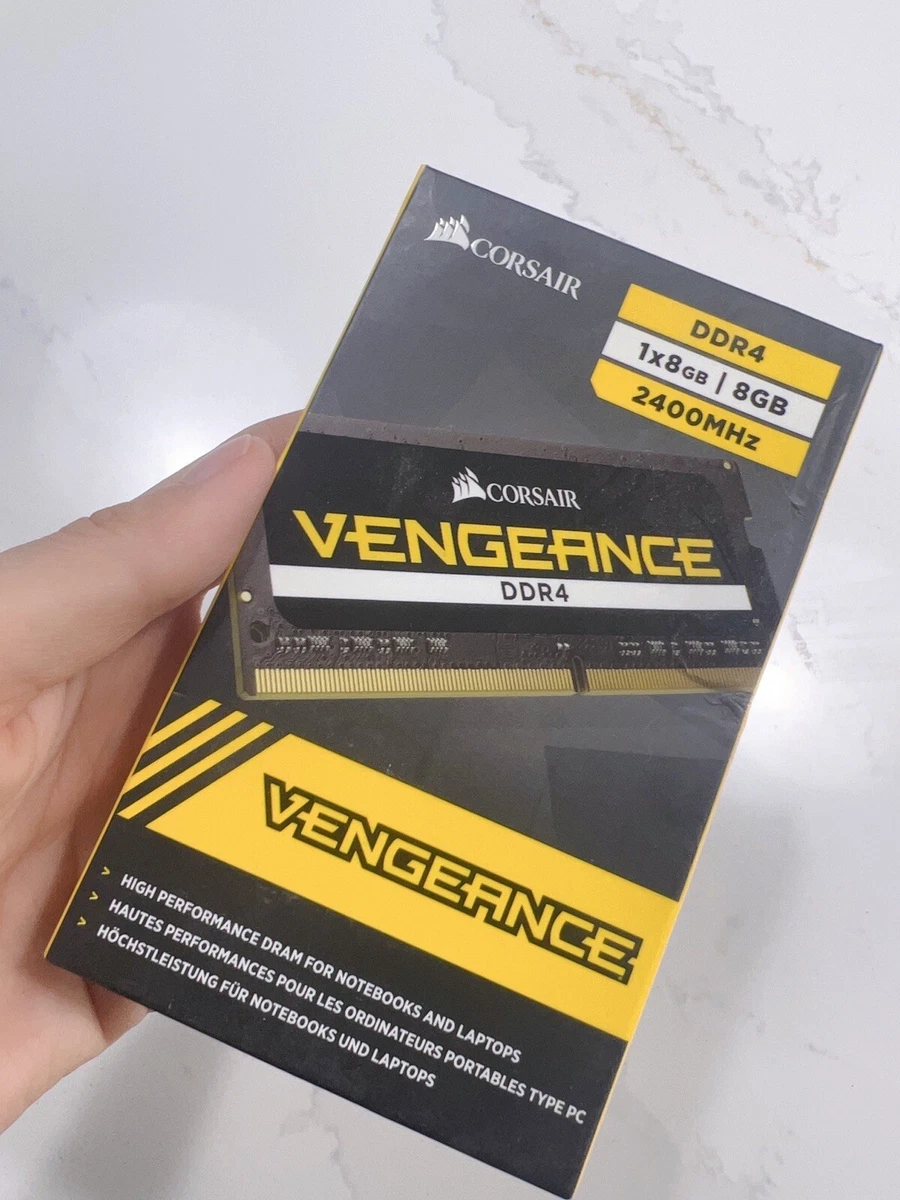 CORSAIR
DDR4
1x8GB | 8GB
2400MHz
CORSAIR
VENGEANCE
DDR4
VENGEANCE
> HIGH PERFORMANCE DRAM FOR NOTEBOOKS AND LAPTOPS
> HAUTES PERFORMANCES POUR LES ORDINATEURS PORTABLES TYPE PC
> HÖCHSTLEISTUNG FÜR NOTEBOOKS UND LAPTOPS